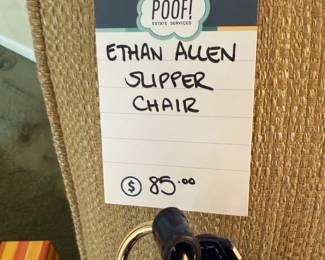 POOF!
ESTATE SERVICES
ETHAN ALLEN
SLIPPER
CHAIR
$ 85.00